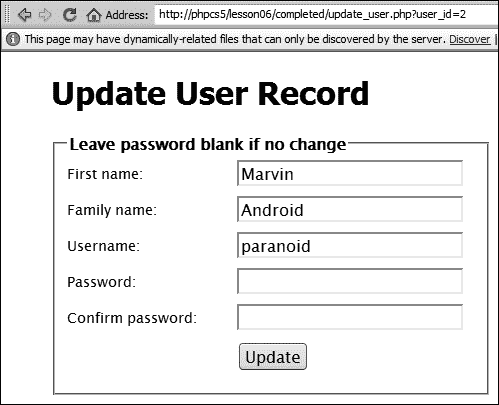 Address: http://phpcs5/lesson06/completed/update_user.php?user_id=2
This page may have dynamically-related files that can only be discovered by the server. Discover |
Update User Record
Leave password blank if no change
First name: Marvin
Family name: Android
Username: paranoid
Password:
Confirm password:
Update